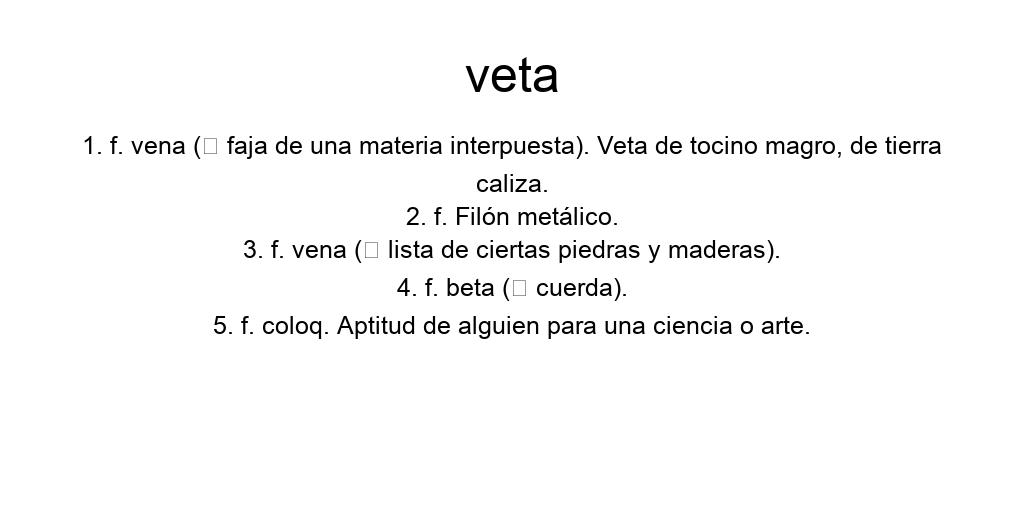 veta
1. f. vena (▯ faja de una materia interpuesta). Veta de tocino magro, de tierra
caliza.
2. f. Filón metálico.
3. f. vena (▯ lista de ciertas piedras y maderas).
4. f. beta (▯ cuerda).
5. f. coloq. Aptitud de alguien para una ciencia o arte.